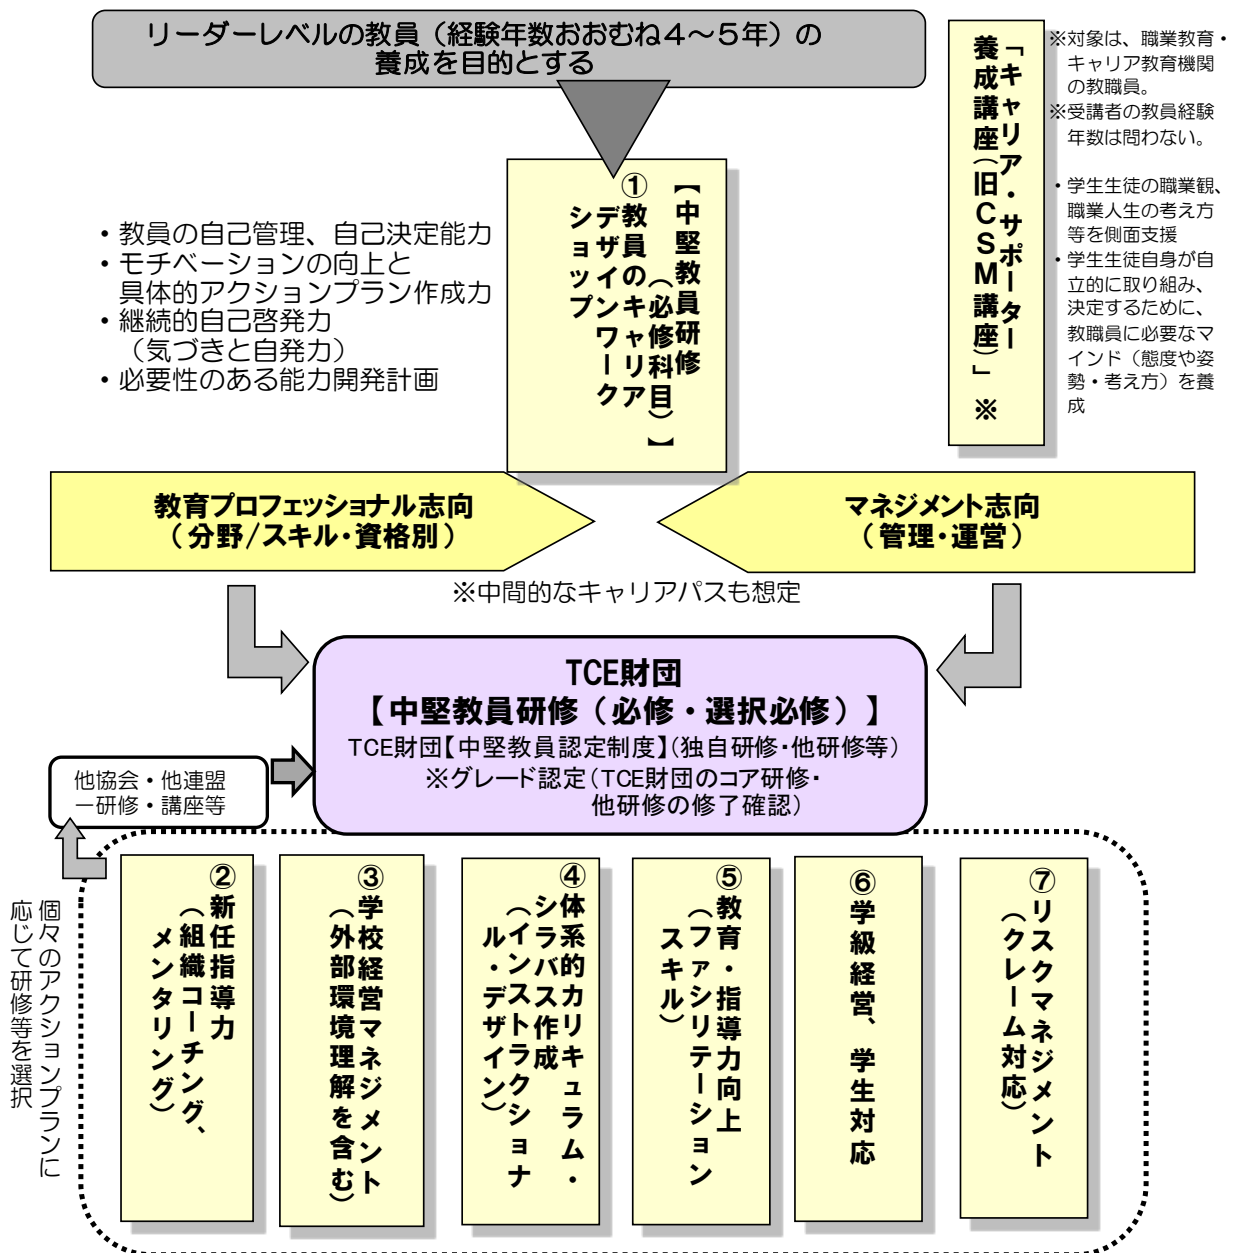 リーダーレベルの教員（経験年数おおむね４～５年）の
養成を目的とする
「キャリア・サポーター
養成講座（旧ＣＳＭ講座）」※
※対象は、職業教育・
キャリア教育機関
の教職員。
※受講者の教員経験
年数は問わない。
・学生生徒の職業観、
職業人生の考え方
等を側面支援
・学生生徒自身が自
立的に取り組み、
決定するために、
教職員に必要なマ
インド（態度や姿
勢・考え方）を養
成
【中堅教員研修
（必修科目）】
①教員のキャリア
デザインワーク
ショップ
・教員の自己管理、自己決定能力
・モチベーションの向上と
具体的アクションプラン作成力
・継続的自己啓発力
（気づきと自発力）
・必要性のある能力開発計画
教育プロフェッショナル志向
（分野/スキル・資格別）
マネジメント志向
（管理・運営）
※中間的なキャリアパスも想定
TCE財団
【中堅教員研修（必修・選択必修）】
TCE財団【中堅教員認定制度】（独自研修・他研修等）
※グレード認定（TCE財団のコア研修・
他研修の修了確認）
他協会・他連盟
ー研修・講座等
個々のアクションプランに
応じて研修等を選択
②新任指導力
（組織コーチング、
メンタリング）
③学校経営マネジメント
（外部環境理解を含む）
④体系的カリキュラム・
シラバス作成
（インストラクショナ
ル・デザイン）
⑤教育・指導力向上
（ファシリテーション
スキル）
⑥学級経営、学生対応
⑦リスクマネジメント
（クレーム対応）